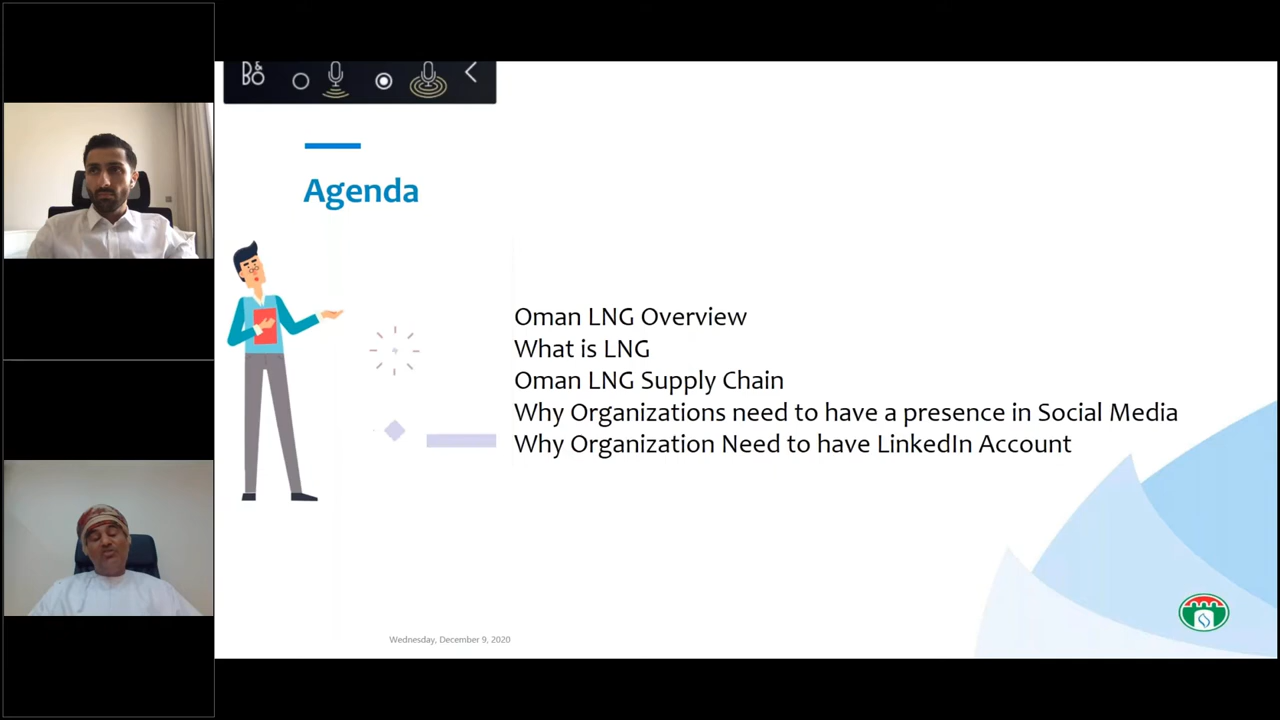 B&O
Agenda
Oman LNG Overview
What is LNG
Oman LNG Supply Chain
Why Organizations need to have a presence in Social Media
Why Organization Need to have LinkedIn Account
Wednesday, December 9, 2020